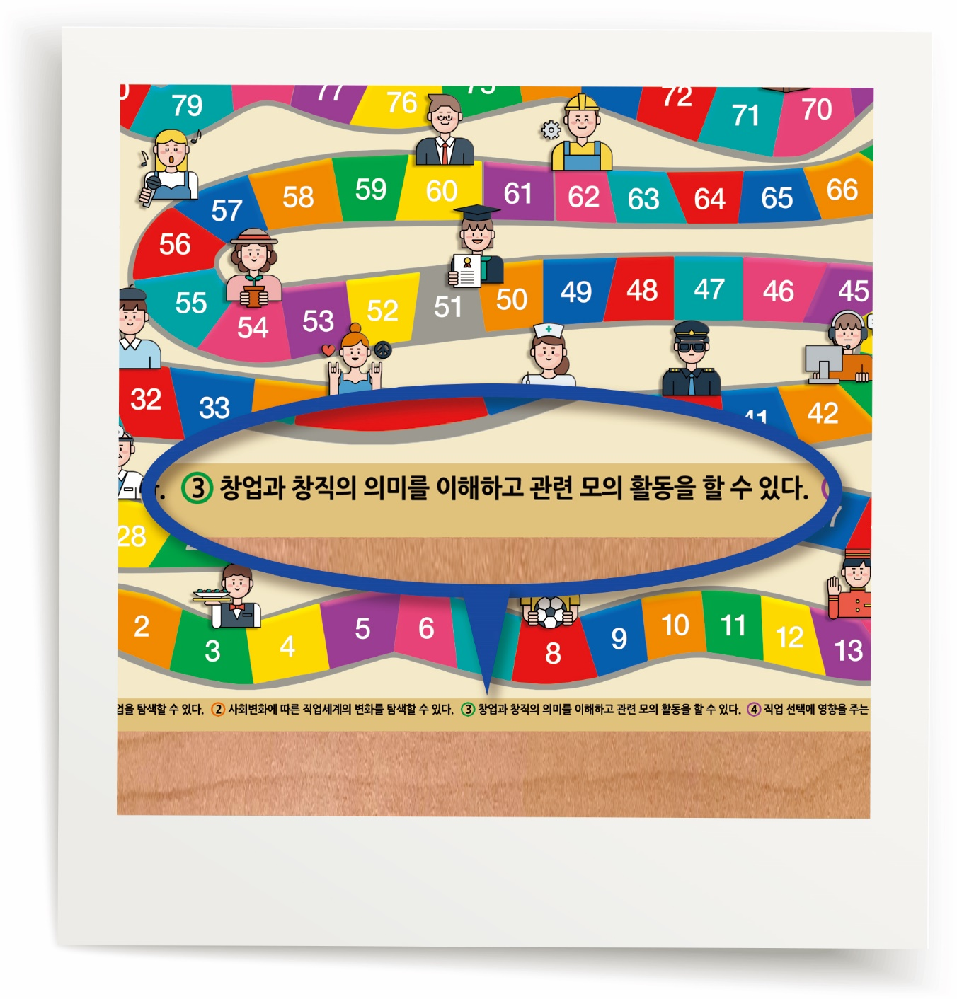 79 77 76 75 72 71 70
57 58 59 60 61 62 63 64 65 66
56
55 54 53 52 51 50 49 48 47 46 45
32 33 41 42
③ 창업과 창직의 의미를 이해하고 관련 모의 활동을 할 수 있다.
28
2 3 4 5 6 8 9 10 11 12 13
탐색할 수 있다. ② 사회변화에 따른 직업세계의 변화를 탐색할 수 있다. ③ 창업과 창직의 의미를 이해하고 관련 모의 활동을 할 수 있다. ④ 직업 선택에 영향을 주는